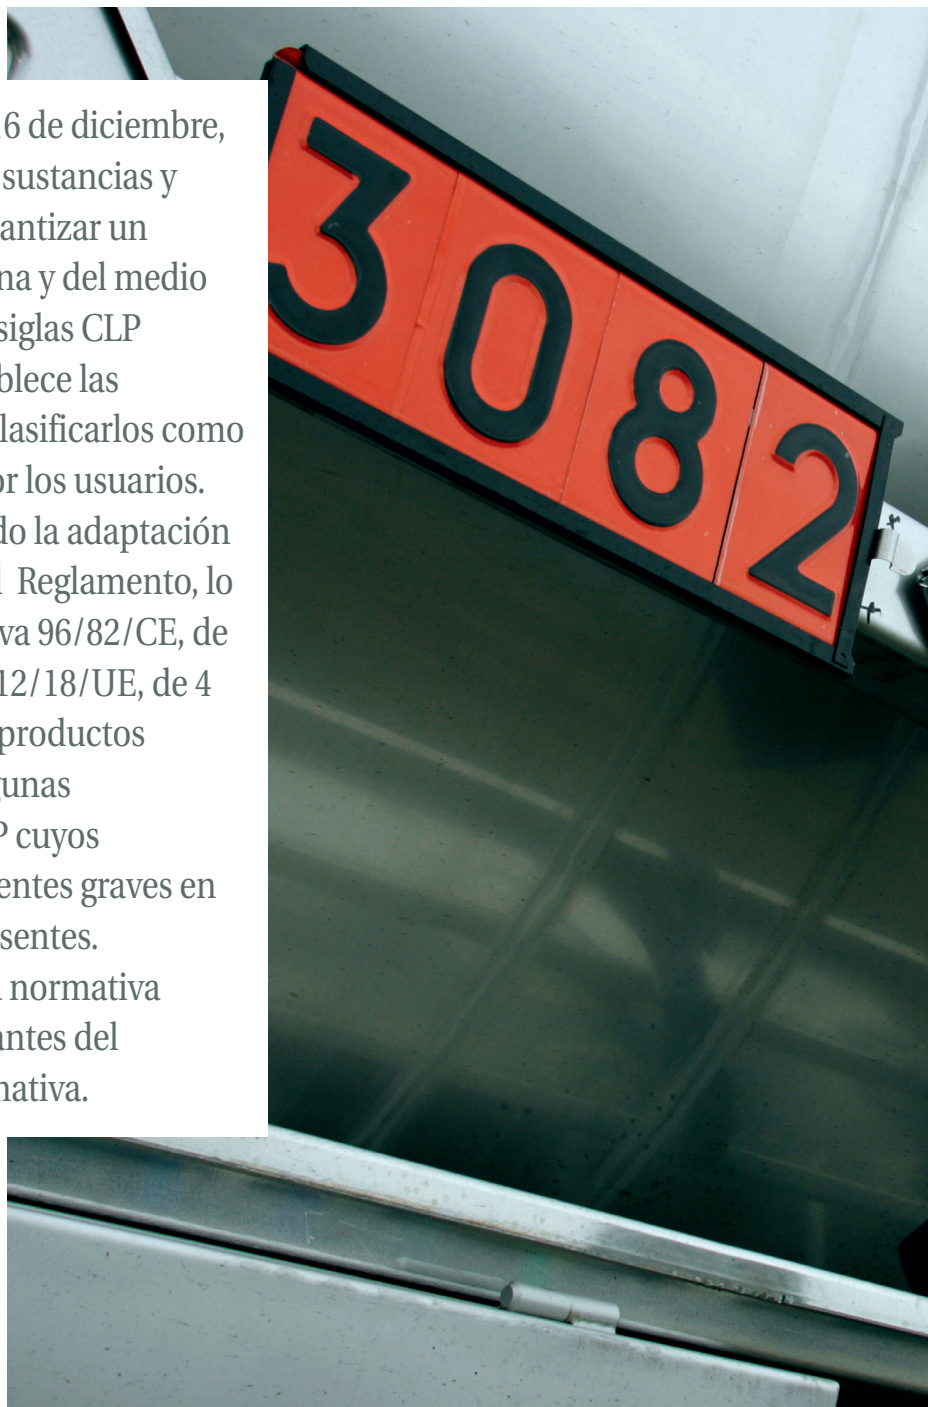 6 de diciembre,
sustancias y
antizar un
na y del medio
siglas CLP
blece las
lasificarlos como
or los usuarios.
do la adaptación
l Reglamento, lo
va 96/82/CE, de
12/18/UE, de 4
productos
gunas
P cuyos
entes graves en
sentes.
a normativa
antes del
nativa.
3082